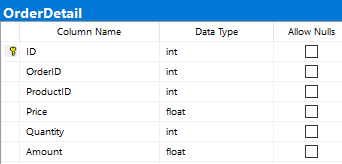 OrderDetail
Column Name Data Type Allow Nulls
ID int
OrderID int
ProductID int
Price float
Quantity int
Amount float